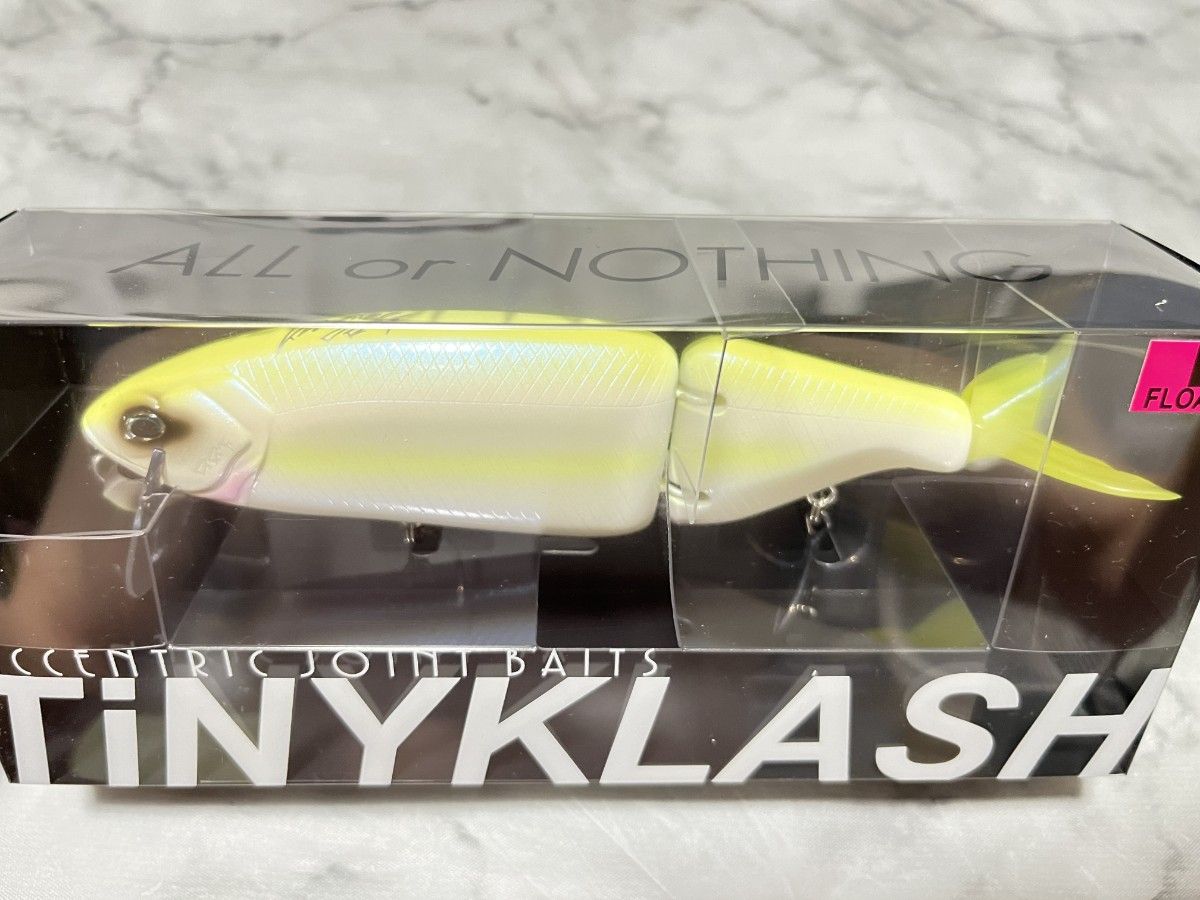 ALL or NOTHING
FLOA
CCENTRIC JOINT BAITS
TiNYKLASH